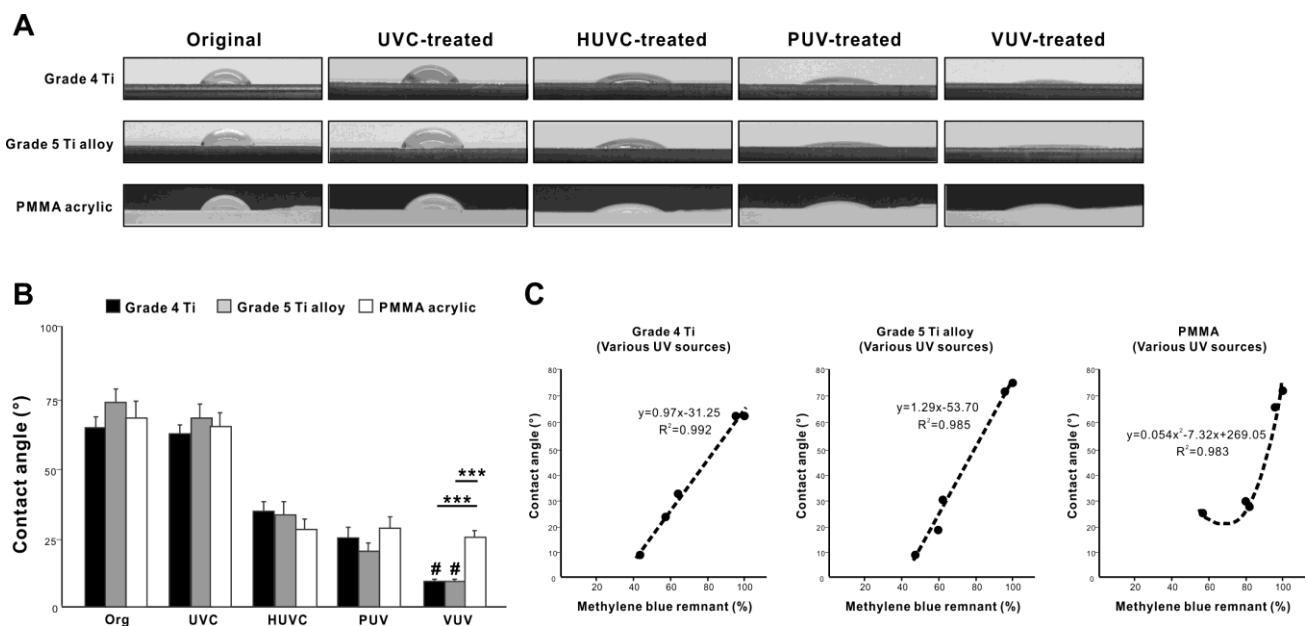 A
Original UVC-treated HUVC-treated PUV-treated VUV-treated
Grade 4 Ti
Grade 5 Ti alloy
PMMA acrylic
B
Grade 4 Ti Grade 5 Ti alloy PMMA acrylic
Contact angle (°)
100
75
50
25
0
***
***
# #
Org UVC HUVC PUV VUV
C
Grade 4 Ti
(Various UV sources)
Contact angle (°)
80
70
60
50
40
30
20
10
0
y=0.97x-31.25
R²=0.992
20 40 60 80 100
Methylene blue remnant (%)
Grade 5 Ti alloy
(Various UV sources)
Contact angle (°)
80
70
60
50
40
30
20
10
0
y=1.29x-53.70
R²=0.985
20 40 60 80 100
Methylene blue remnant (%)
PMMA
(Various UV sources)
Contact angle (°)
80
70
60
50
40
30
20
10
0
y=0.054x²-7.32x+269.05
R²=0.983
20 40 60 80 100
Methylene blue remnant (%)